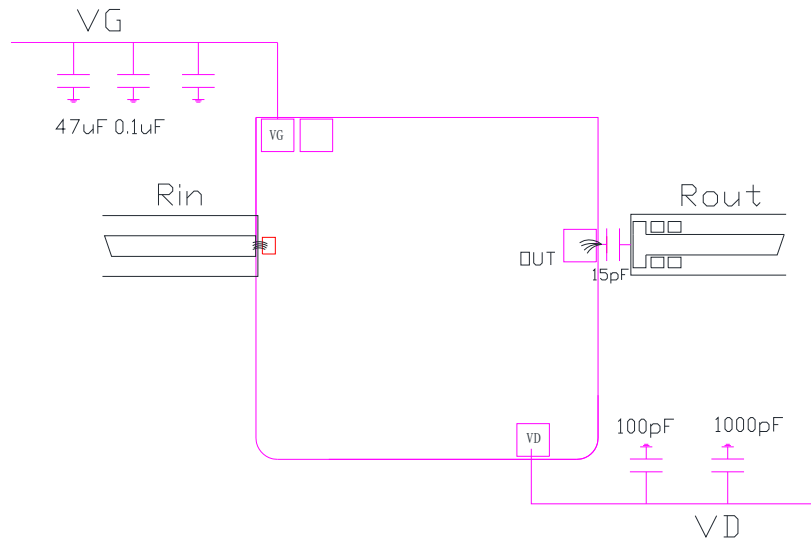 VG
47uF 0.1uF
VG
Rin
Rout
OUT
15pF
VD
100pF
1000pF
VD